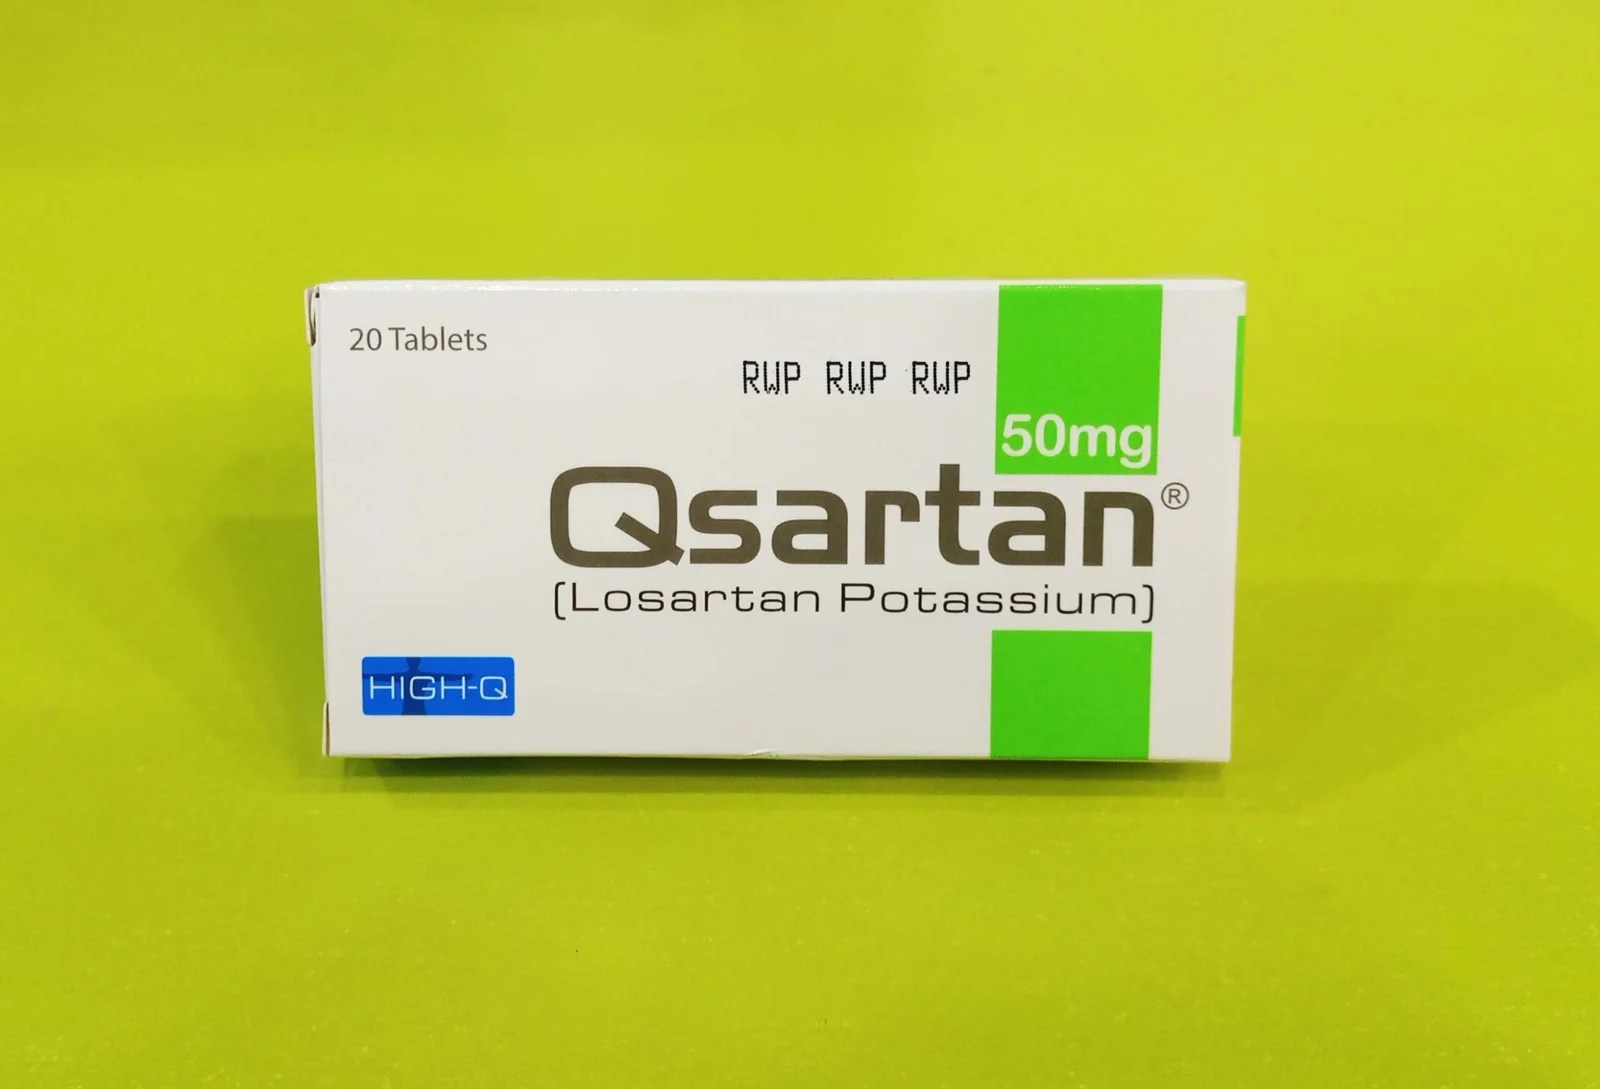 20 Tablets
RWP RWP RWP
50mg
Qsartan®
(Losartan Potassium)
HIGH-Q